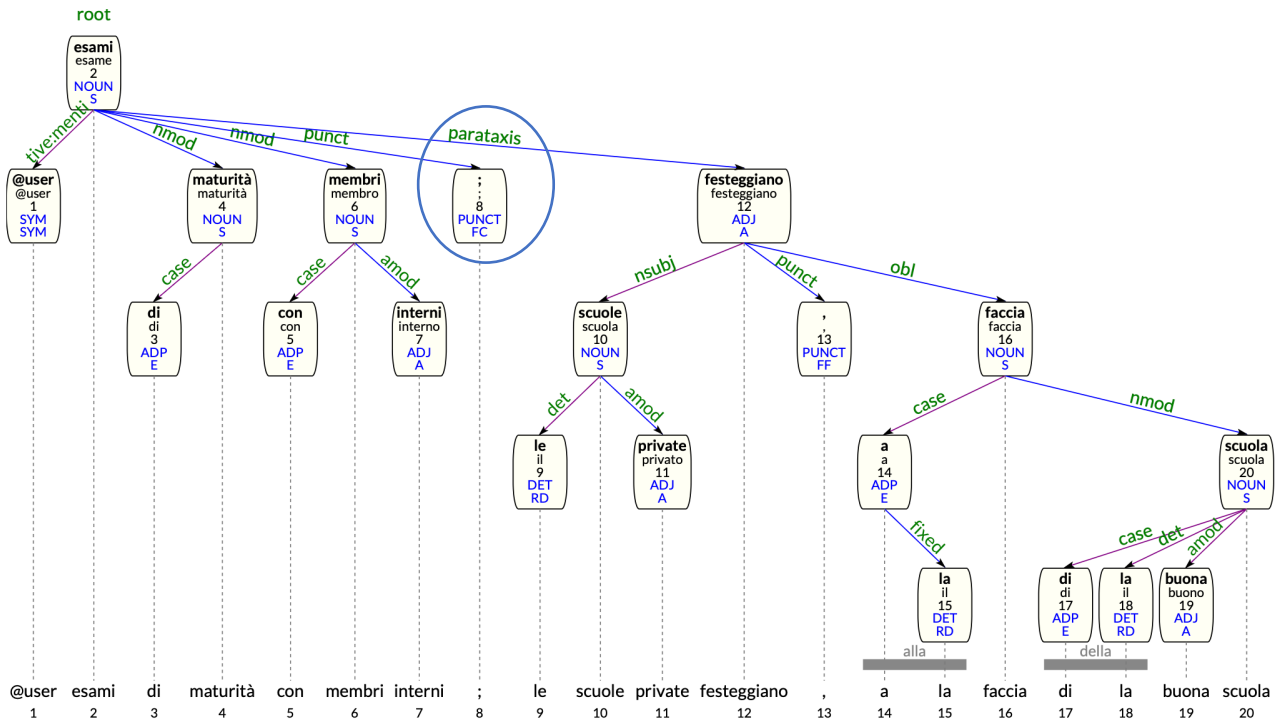 root
esami
esame
2
NOUN
S
tive:menti
nmod
nmod
punct
parataxis
@user
@user
1
SYM
SYM
maturità
maturità
4
NOUN
S
membri
membro
6
NOUN
S
;
;
8
PUNCT
FC
festeggiano
festeggiano
12
ADJ
A
case
case
amod
nsubj
punct
obl
di
di
3
ADP
E
con
con
5
ADP
E
interni
interno
7
ADJ
A
scuole
scuola
10
NOUN
S
,
,
13
PUNCT
FF
faccia
faccia
16
NOUN
S
det
amod
case
nmod
le
il
9
DET
RD
private
privato
11
ADJ
A
a
a
14
ADP
E
scuola
scuola
20
NOUN
S
fixed
case
det
amod
la
il
15
DET
RD
di
di
17
ADP
E
la
il
18
DET
RD
buona
buono
19
ADJ
A
alla
della
@user esami di maturità con membri interni ; le scuole private festeggiano , a la faccia di la buona scuola
1 2 3 4 5 6 7 8 9 10 11 12 13 14 15 16 17 18 19 20